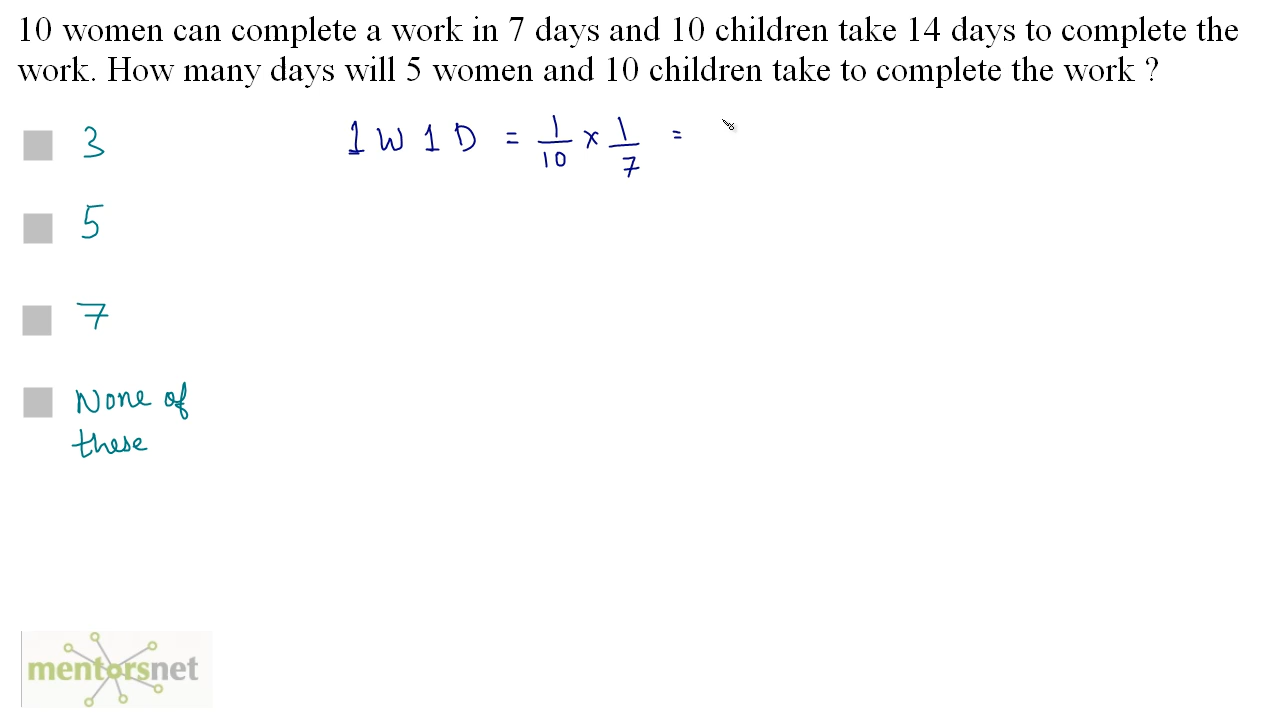 10 women can complete a work in 7 days and 10 children take 14 days to complete the
work. How many days will 5 women and 10 children take to complete the work ?
3
1 W 1 D = 1/10 x 1/7 =
5
7
None of
these
mentorsnet